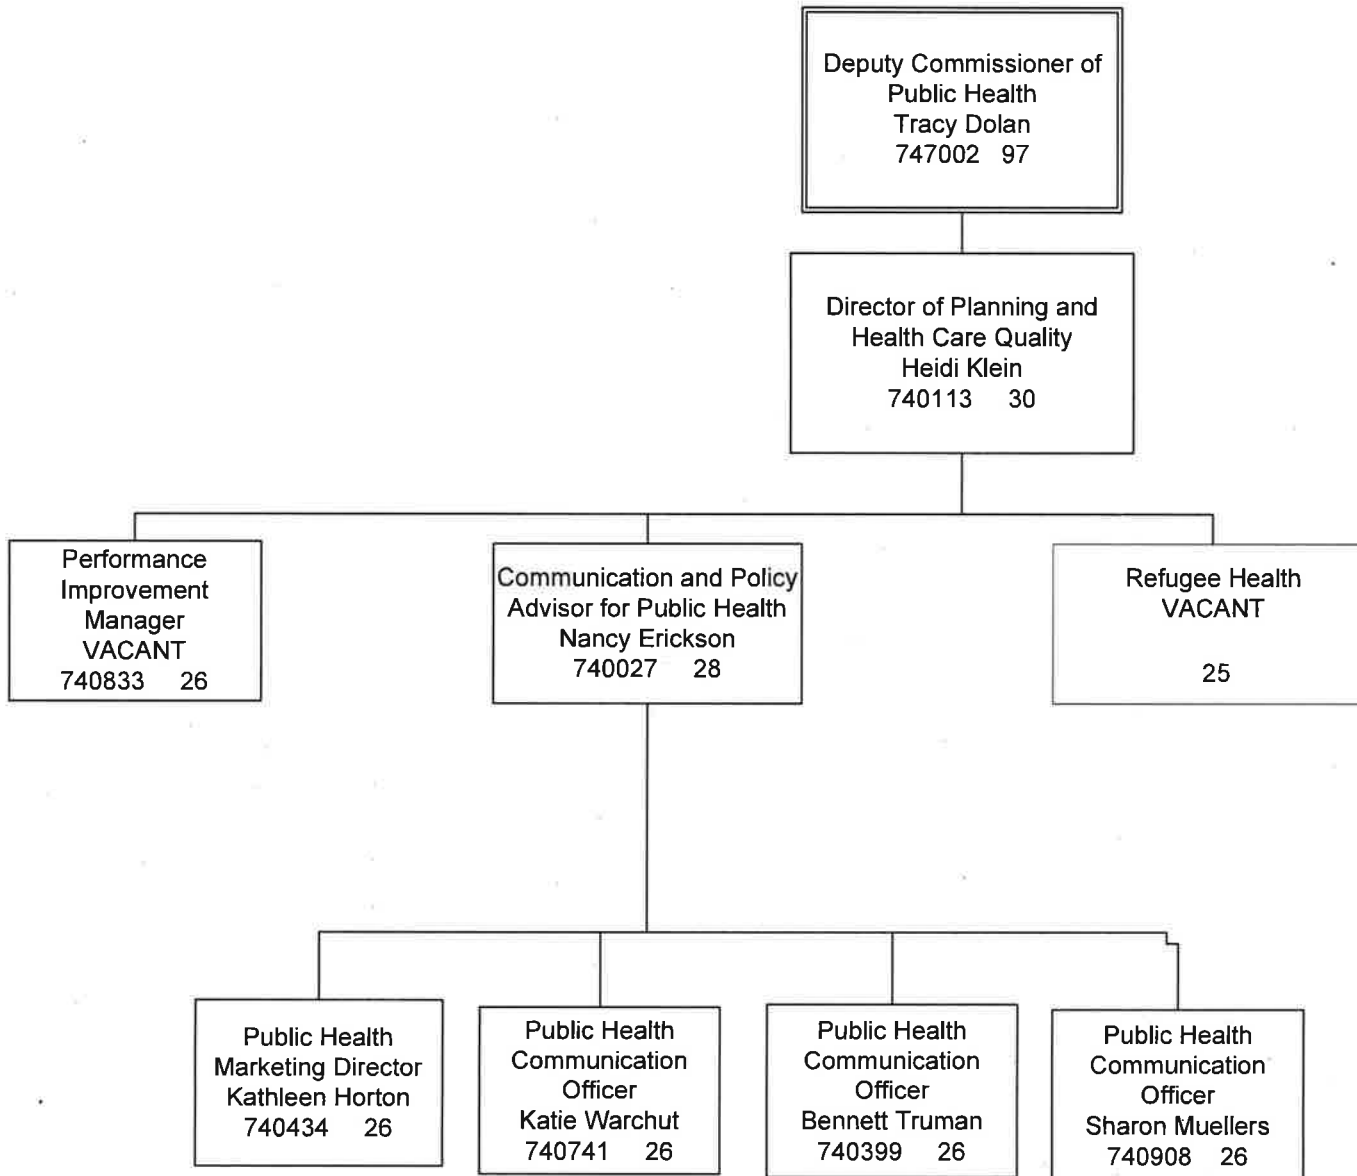 Deputy Commissioner of
Public Health
Tracy Dolan
747002 97
Director of Planning and
Health Care Quality
Heidi Klein
740113 30
Performance
Improvement
Manager
VACANT
740833 26
Communication and Policy
Advisor for Public Health
Nancy Erickson
740027 28
Refugee Health
VACANT
25
Public Health
Marketing Director
Kathleen Horton
740434 26
Public Health
Communication
Officer
Katie Warchut
740741 26
Public Health
Communication
Officer
Bennett Truman
740399 26
Public Health
Communication
Officer
Sharon Muellers
740908 26